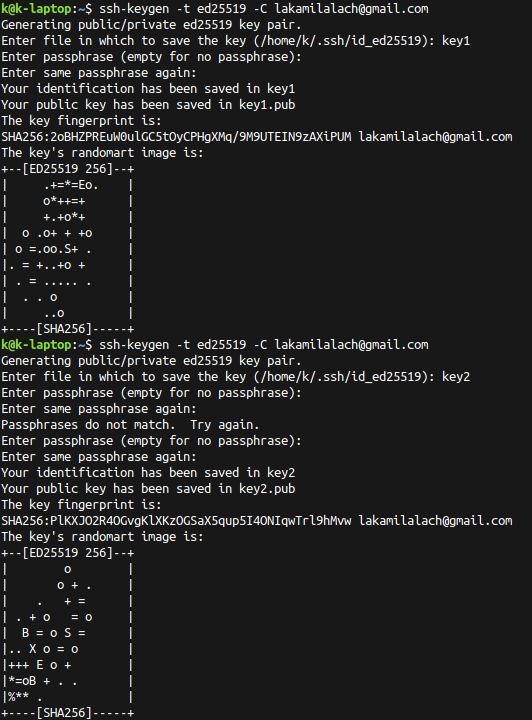 k@k-laptop:~$ ssh-keygen -t ed25519 -C lakamilalach@gmail.com
Generating public/private ed25519 key pair.
Enter file in which to save the key (/home/k/.ssh/id_ed25519): key1
Enter passphrase (empty for no passphrase):
Enter same passphrase again:
Your identification has been saved in key1
Your public key has been saved in key1.pub
The key fingerprint is:
SHA256:2oBHZPREuW0ulGC5tOyCPHgXMq/9M9UTEIN9zAXiPUM lakamilalach@gmail.com
The key's randomart image is:
+--[ED25519 256]--+
|     .+=*=Eo.    |
|     o*++=+      |
|     +.+o*+      |
|  o .o+ + +o     |
| o =.oo.S+ .     |
|. = +..+o +      |
| . = ..... .     |
|  . . o          |
|     ..o         |
+----[SHA256]-----+
k@k-laptop:~$ ssh-keygen -t ed25519 -C lakamilalach@gmail.com
Generating public/private ed25519 key pair.
Enter file in which to save the key (/home/k/.ssh/id_ed25519): key2
Enter passphrase (empty for no passphrase):
Enter same passphrase again:
Passphrases do not match.  Try again.
Enter passphrase (empty for no passphrase):
Enter same passphrase again:
Your identification has been saved in key2
Your public key has been saved in key2.pub
The key fingerprint is:
SHA256:PlKXJO2R4OGvgKlXKzOGSaX5qup5I4ONIqwTrl9hMvw lakamilalach@gmail.com
The key's randomart image is:
+--[ED25519 256]--+
|        o        |
|       o + .     |
|    .   + =      |
| . + o   = o     |
|  B = o S =      |
|.. X o = o       |
|+++ E o +        |
|*=oB + . .       |
|%** .            |
+----[SHA256]-----+